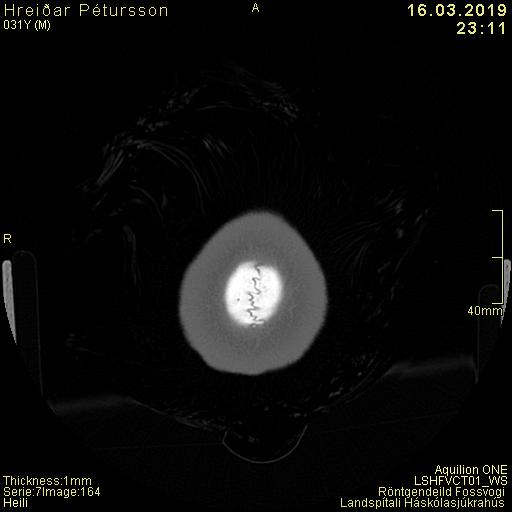 Hreiðar Pétursson
031Y (M)
A
16.03.2019
23:11
R
40mm
Thickness:1mm
Serie:7Image:164
Heili
Aquilion ONE
LSHFVCT01_WS
Röntgendeild Fossvogi
Landspítali Háskólasjúkrahús